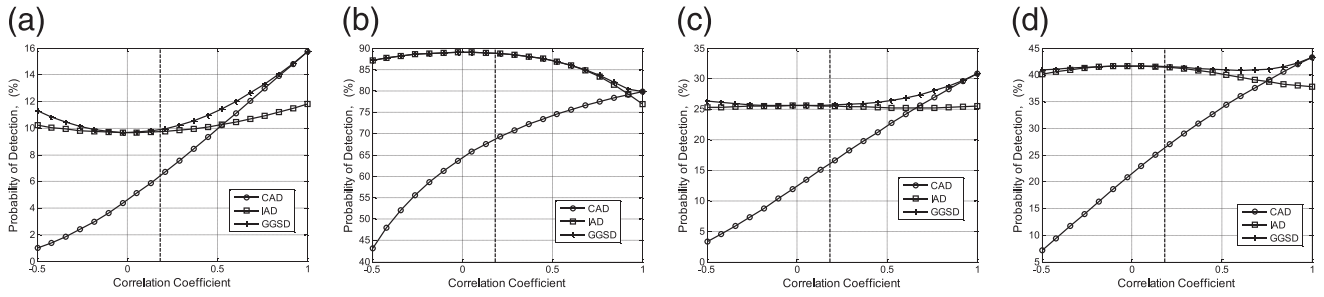 (a)
Probability of Detection, (%)
16
14
12
10
8
6
4
2
0
-0.5
0
0.5
1
Correlation Coefficient
CAD
IAD
GGSD
(b)
Probability of Detection, (%)
90
85
80
75
70
65
60
55
50
45
40
-0.5
0
0.5
1
Correlation Coefficient
CAD
IAD
GGSD
(c)
Probability of Detection, (%)
35
30
25
20
15
10
5
0
-0.5
0
0.5
1
Correlation Coefficient
CAD
IAD
GGSD
(d)
Probability of Detection, (%)
45
40
35
30
25
20
15
10
5
-0.5
0
0.5
1
Correlation Coefficient
CAD
IAD
GGSD